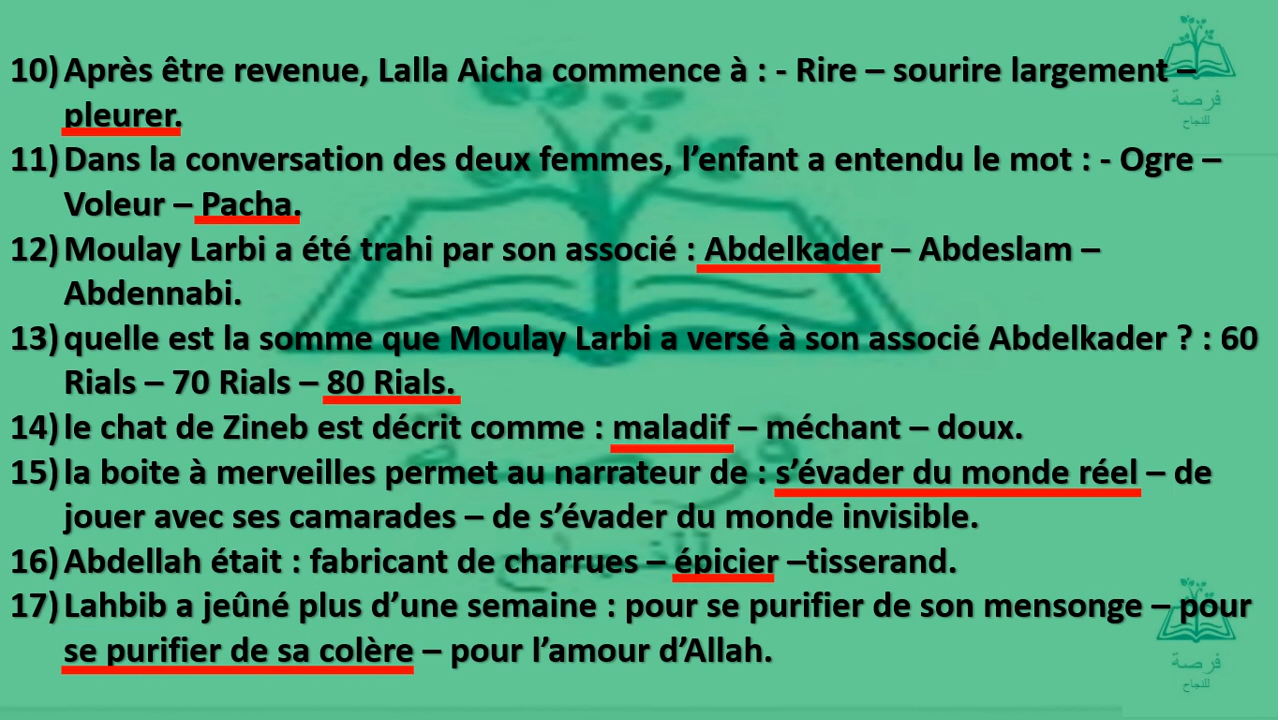 10) Après être revenue, Lalla Aicha commence à : - Rire – sourire largement –
pleurer.
11) Dans la conversation des deux femmes, l’enfant a entendu le mot : - Ogre –
Voleur – Pacha.
12) Moulay Larbi a été trahi par son associé : Abdelkader – Abdeslam –
Abdennabi.
13) quelle est la somme que Moulay Larbi a versé à son associé Abdelkader ? : 60
Rials – 70 Rials – 80 Rials.
14) le chat de Zineb est décrit comme : maladif – méchant – doux.
15) la boite à merveilles permet au narrateur de : s’évader du monde réel – de
jouer avec ses camarades – de s’évader du monde invisible.
16) Abdellah était : fabricant de charrues – épicier –tisserand.
17) Lahbib a jeûné plus d’une semaine : pour se purifier de son mensonge – pour
se purifier de sa colère – pour l’amour d’Allah.
فرصة
للنجاح
فرصة
للنجاح
فرصة
للنجاح